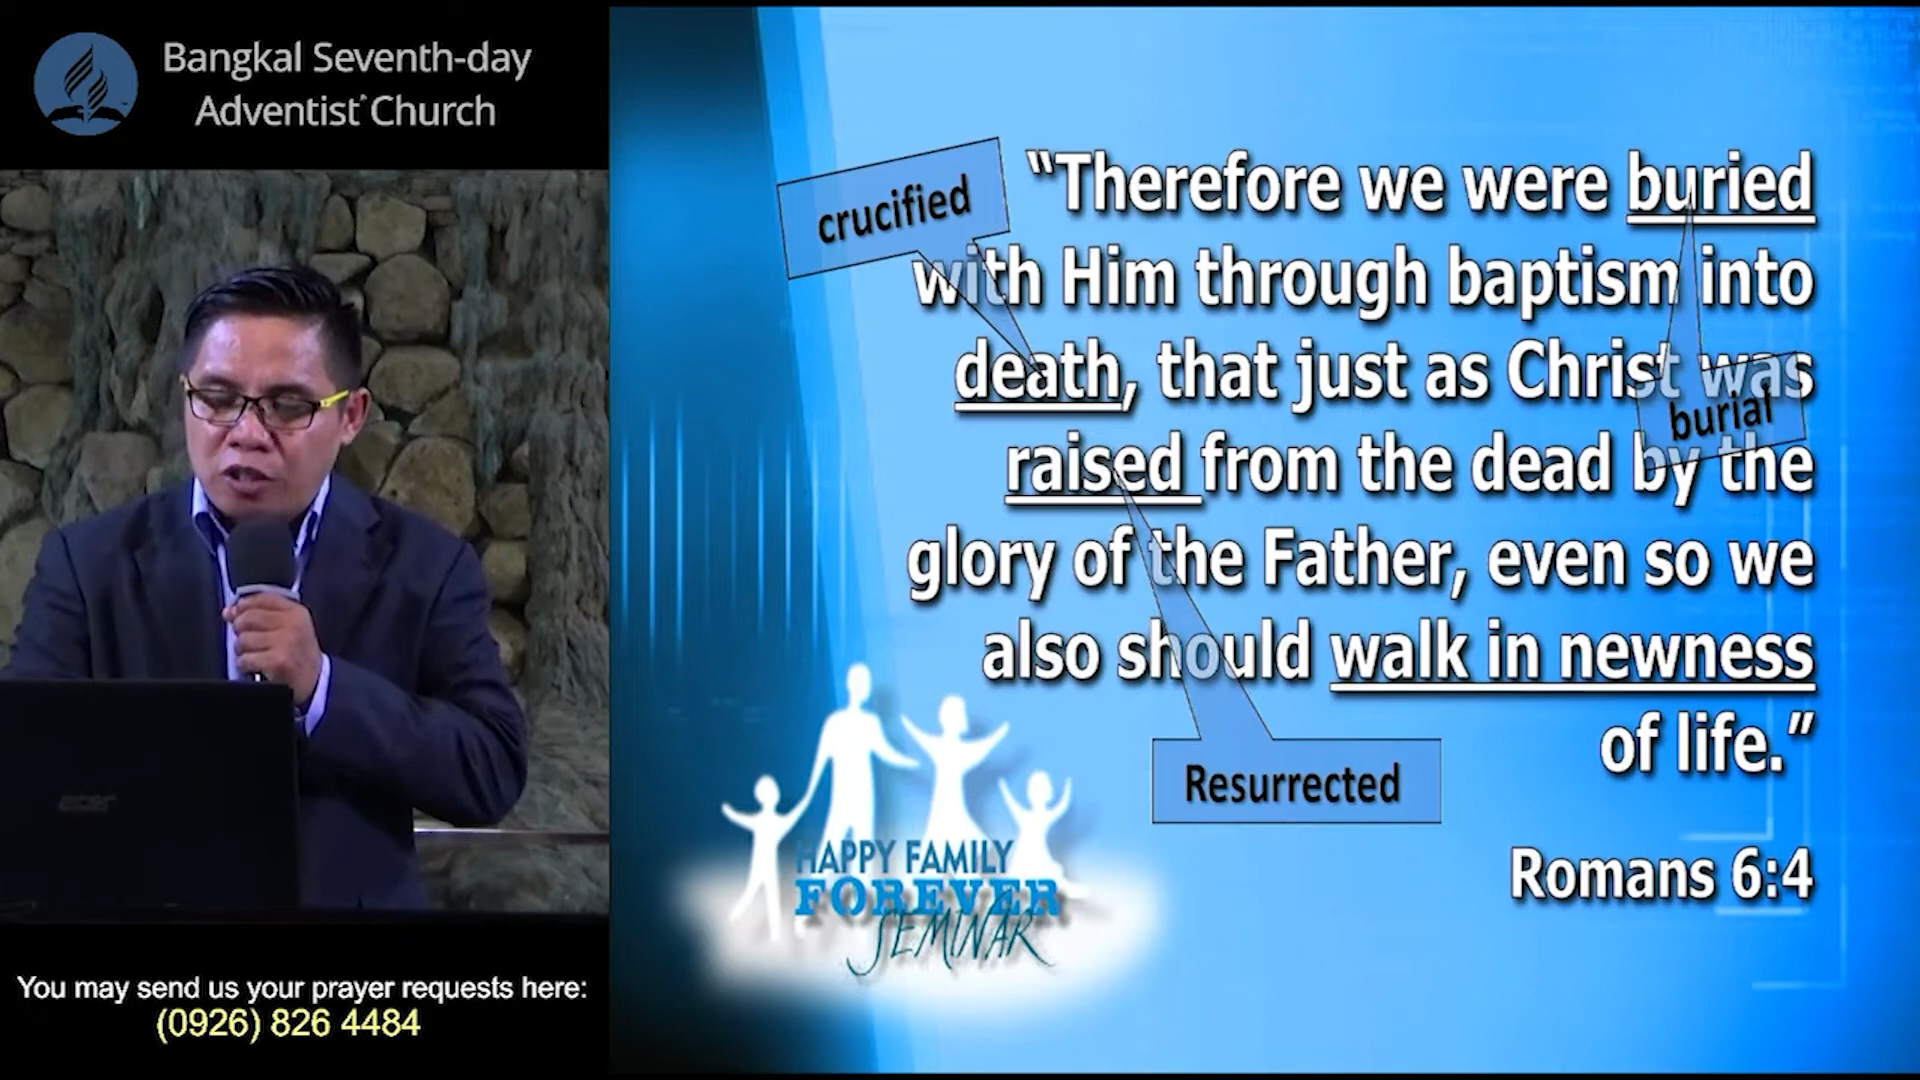 Bangkal Seventh-day
Adventist Church
crucified
“Therefore we were buried
with Him through baptism into
death, that just as Christ was
burial
raised from the dead by the
glory of the Father, even so we
also should walk in newness
of life.”
Resurrected
Romans 6:4
HAPPY FAMILY
FOREVER
SEMINAR
acer
You may send us your prayer requests here:
(0926) 826 4484